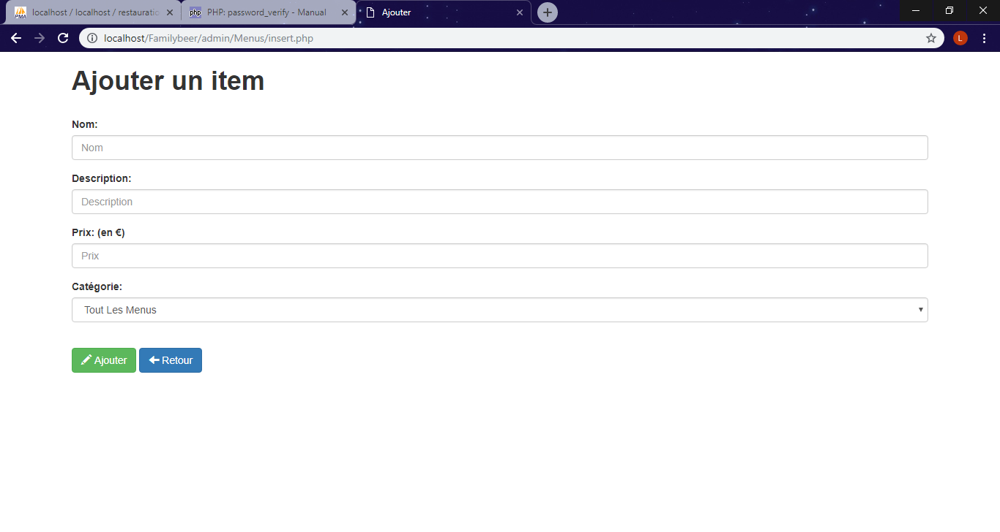 localhost / localhost / restauratio
PHP: password_verify - Manual
Ajouter
localhost/Familybeer/admin/Menus/insert.php
L
Ajouter un item
Nom:
Nom
Description:
Description
Prix: (en €)
Prix
Catégorie:
Tout Les Menus
Ajouter
Retour